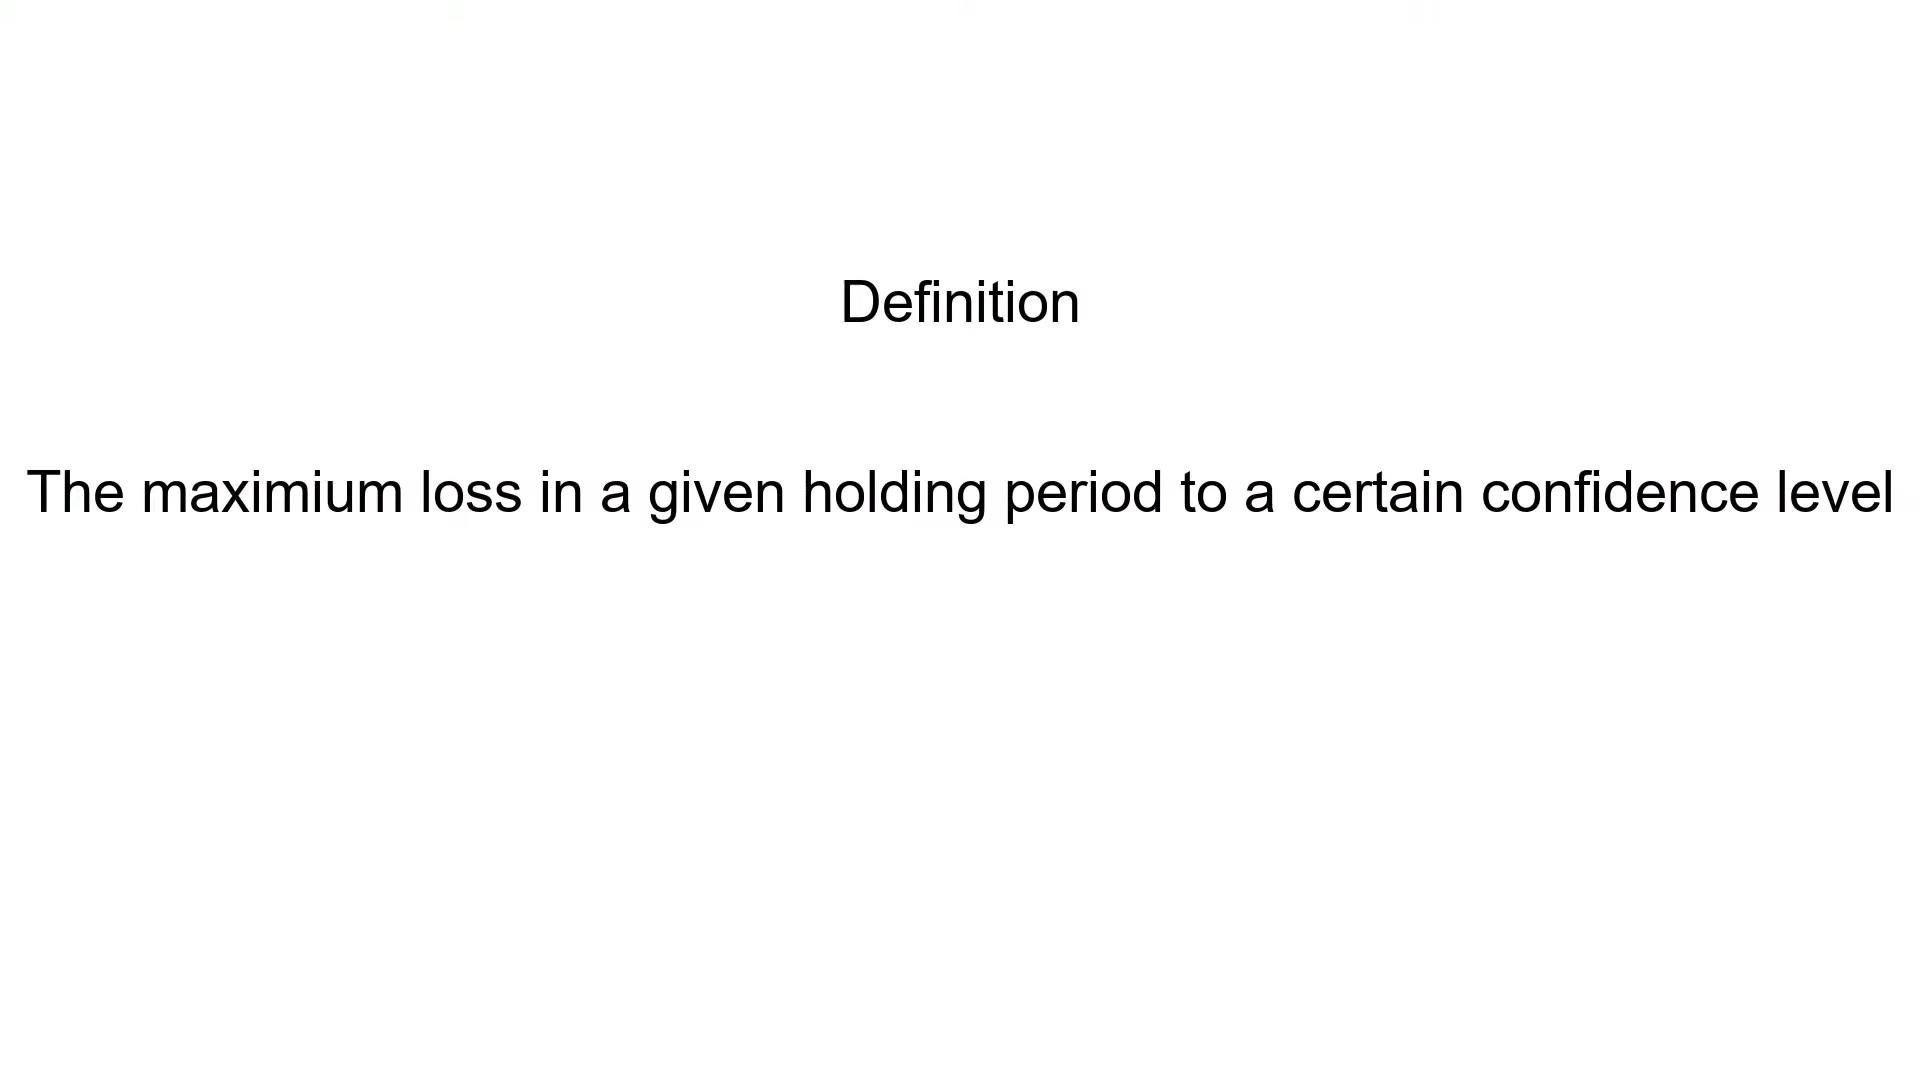 Definition
The maximium loss in a given holding period to a certain confidence level